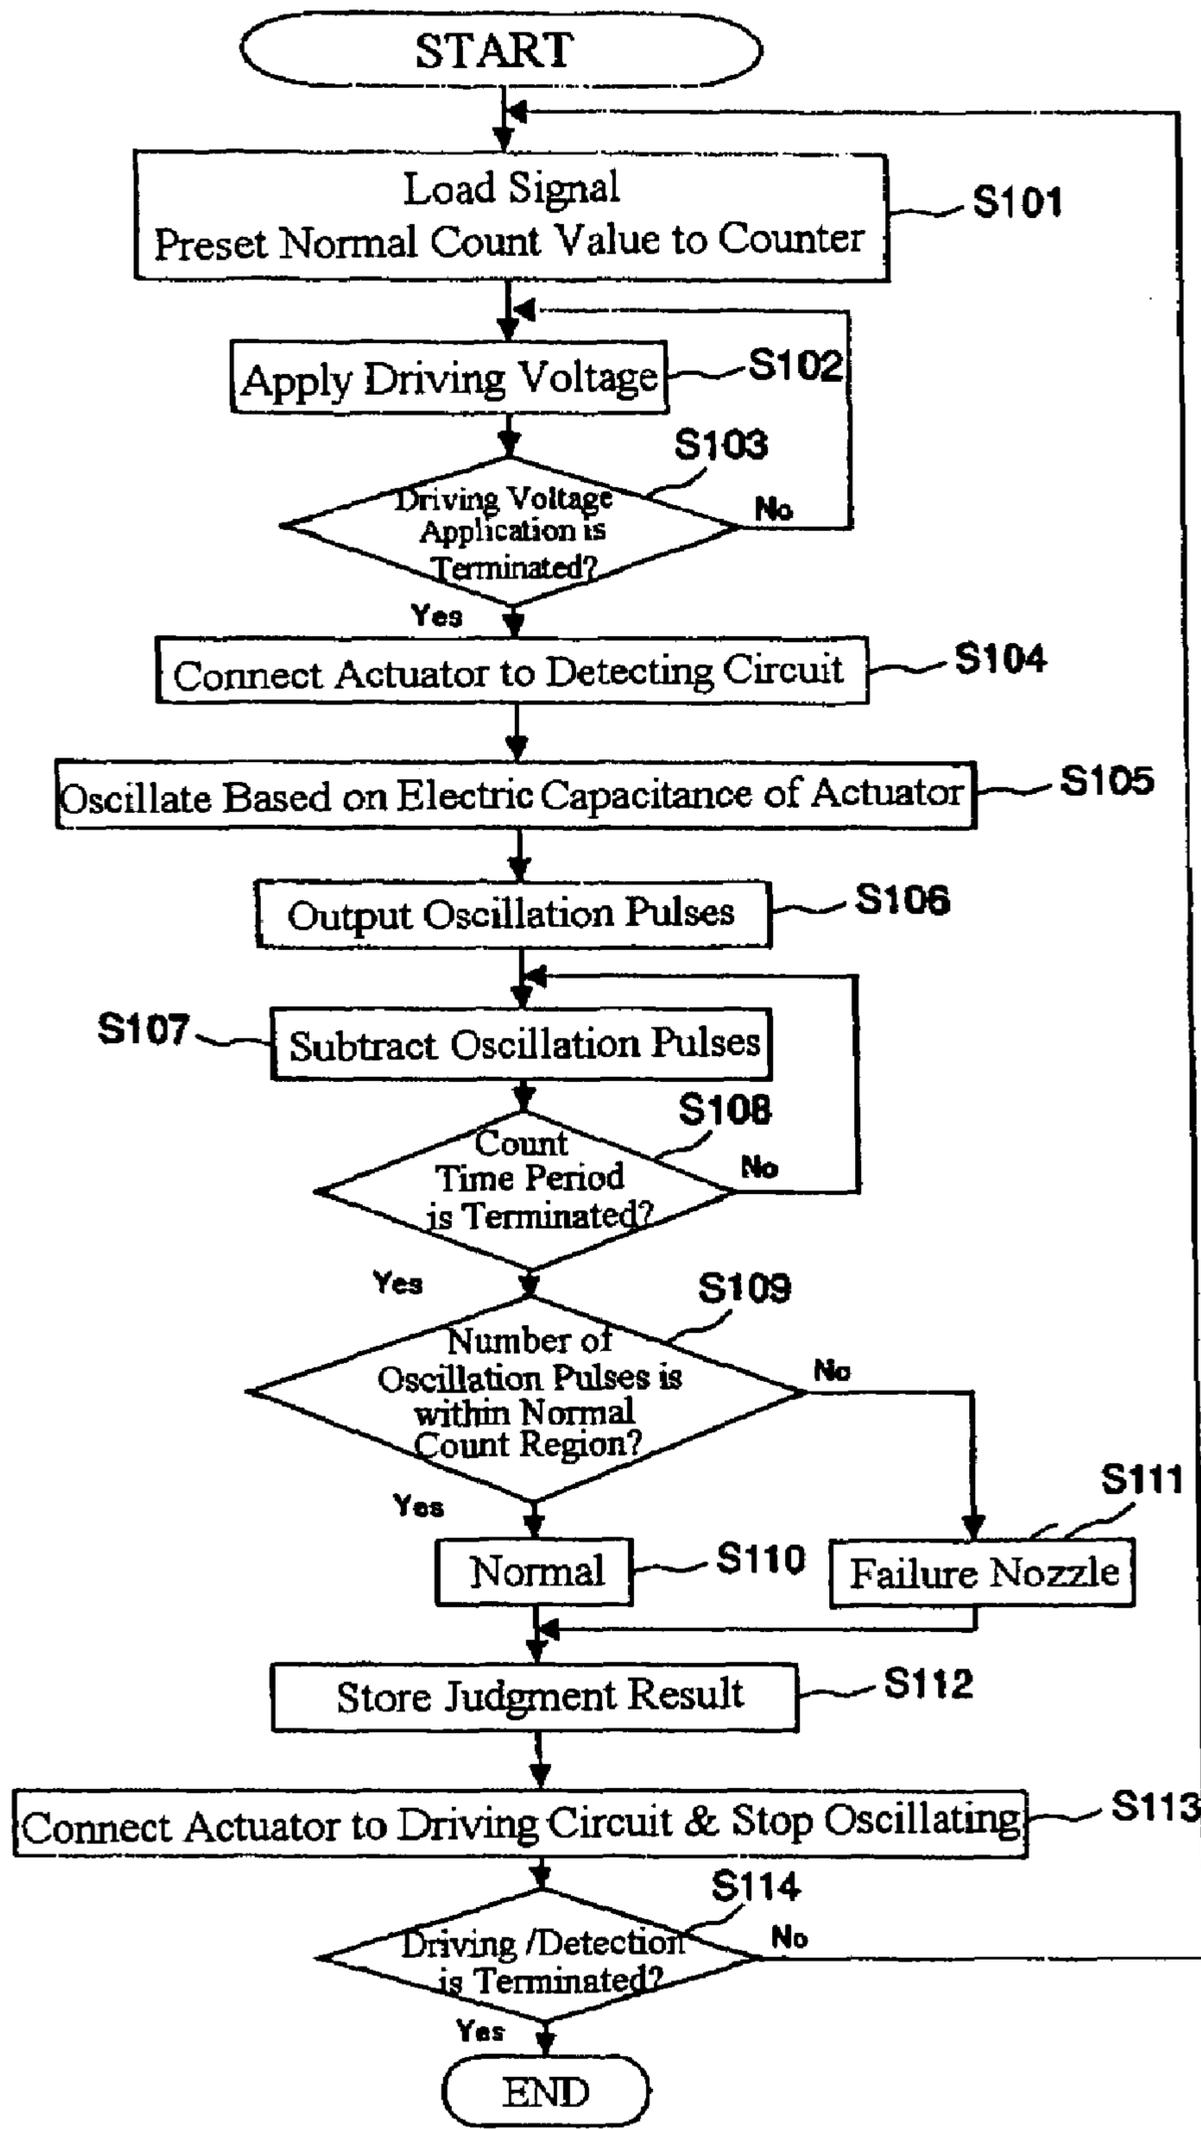 START
Load Signal
Preset Normal Count Value to Counter
S101
Apply Driving Voltage
S102
S103
Driving Voltage
Application is
Terminated?
No
Yes
Connect Actuator to Detecting Circuit
S104
Oscillate Based on Electric Capacitance of Actuator
S105
Output Oscillation Pulses
S106
S107
Subtract Oscillation Pulses
S108
Count
Time Period
is Terminated?
No
Yes
S109
Number of
Oscillation Pulses is
within Normal
Count Region?
No
Yes
S111
Normal
S110
Failure Nozzle
Store Judgment Result
S112
Connect Actuator to Driving Circuit & Stop Oscillating
S113
S114
Driving /Detection
is Terminated?
No
Yes
END